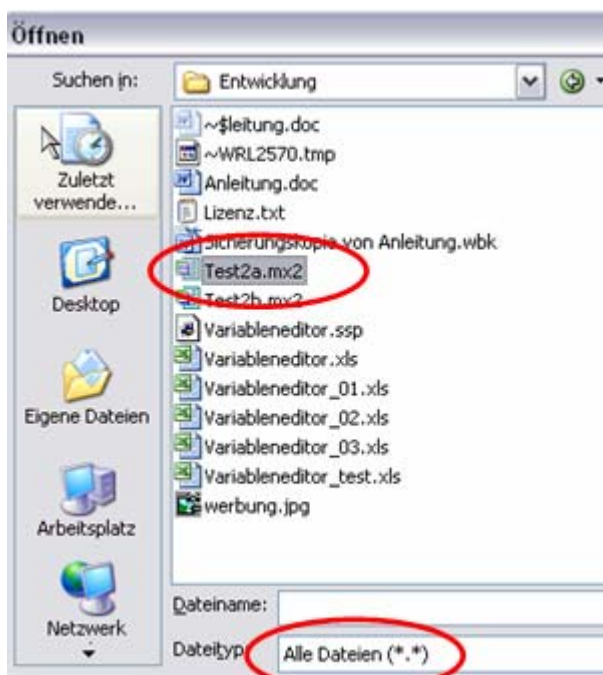 Öffnen
Suchen in:
Entwicklung
Zuletzt
verwende...
Desktop
Eigene Dateien
Arbeitsplatz
Netzwerk
~$leitung.doc
~WRL2570.tmp
Anleitung.doc
Lizenz.txt
Sicherungskopie von Anleitung.wbk
Test2a.mx2
Test2b.mx2
Variableneditor.ssp
Variableneditor.xls
Variableneditor_01.xls
Variableneditor_02.xls
Variableneditor_03.xls
Variableneditor_test.xls
werbung.jpg
Dateiname:
Dateityp
Alle Dateien (*.*)